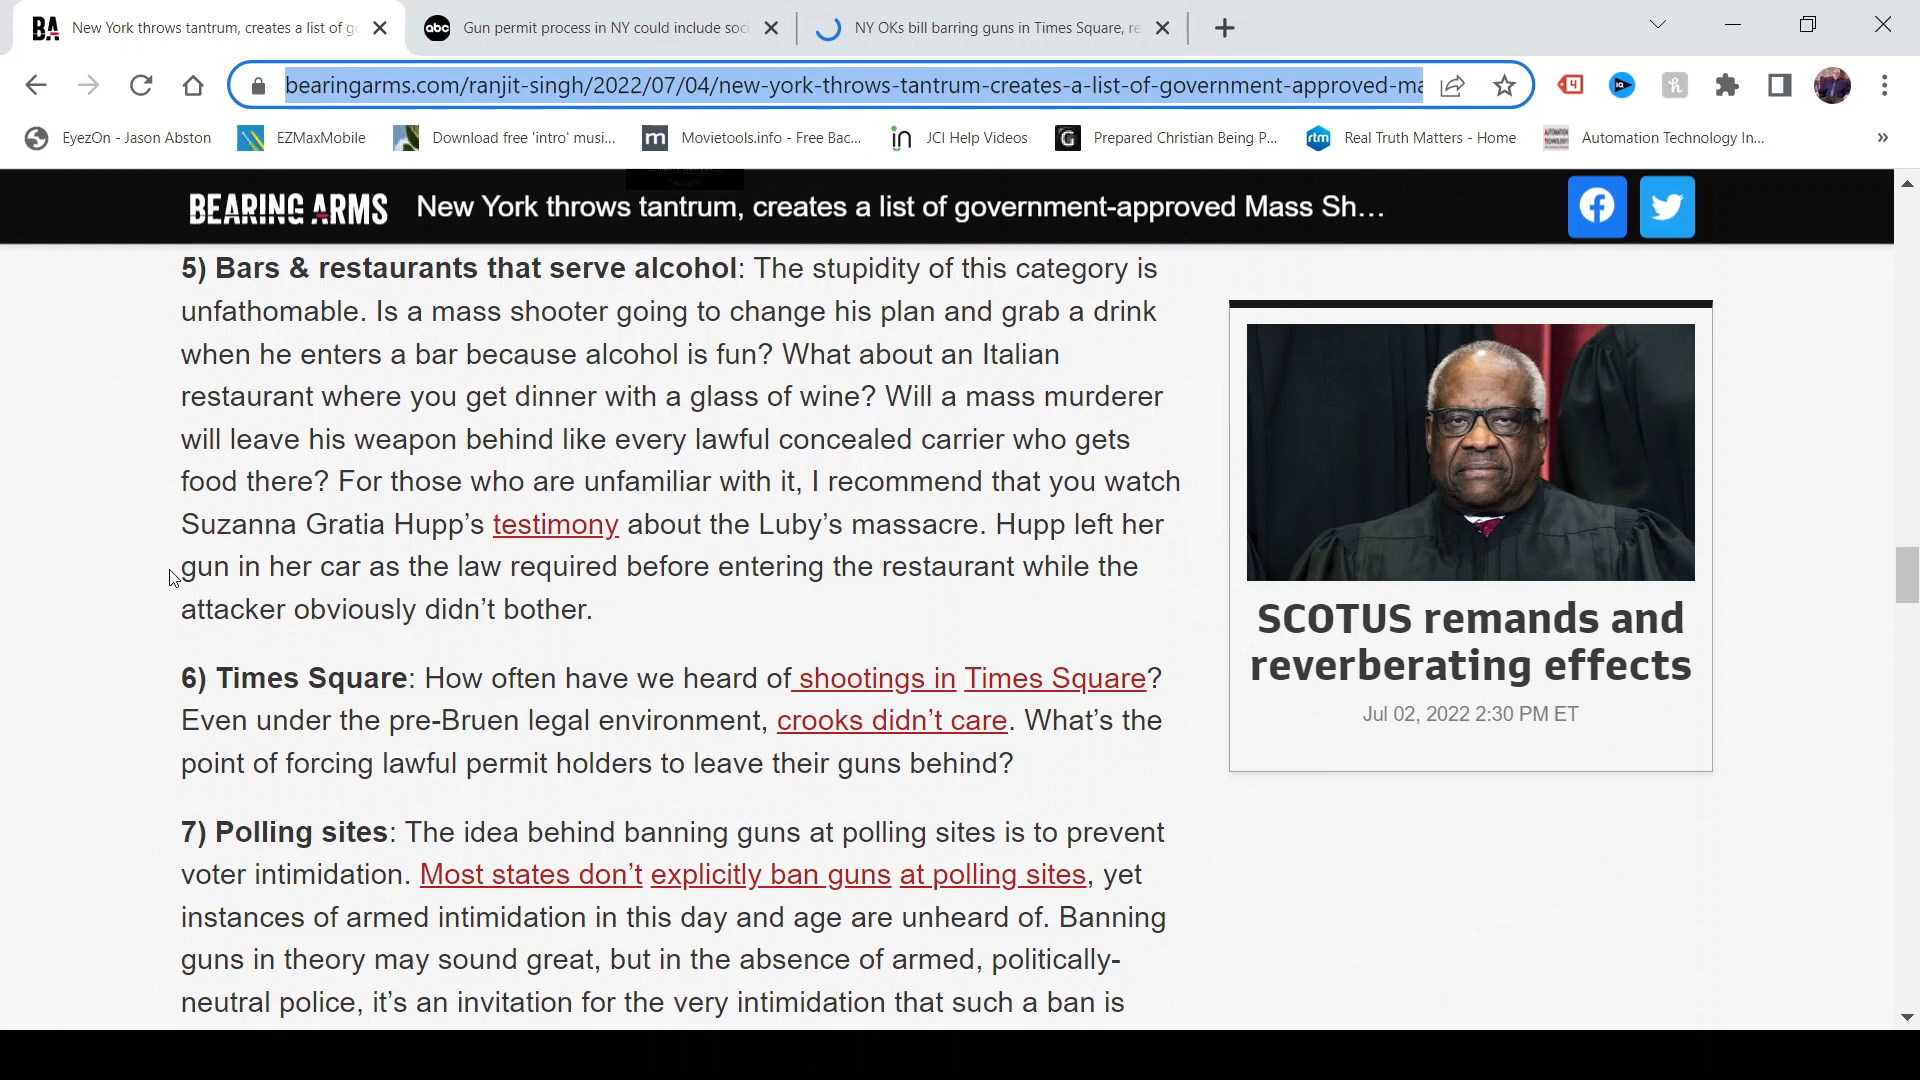 BA New York throws tantrum, creates a list of g
abc Gun permit process in NY could include soc
NY OKs bill barring guns in Times Square, re
bearingarms.com/ranjit-singh/2022/07/04/new-york-throws-tantrum-creates-a-list-of-government-approved-ma
4
EyezOn - Jason Abston
EZMaxMobile
Download free 'intro' musi...
m Movietools.info - Free Bac...
in JCI Help Videos
G Prepared Christian Being P...
rtm Real Truth Matters - Home
Automation Technology In...
BEARING ARMS
New York throws tantrum, creates a list of government-approved Mass Sh...
5) Bars & restaurants that serve alcohol: The stupidity of this category is
unfathomable. Is a mass shooter going to change his plan and grab a drink
when he enters a bar because alcohol is fun? What about an Italian
restaurant where you get dinner with a glass of wine? Will a mass murderer
will leave his weapon behind like every lawful concealed carrier who gets
food there? For those who are unfamiliar with it, I recommend that you watch
Suzanna Gratia Hupp’s testimony about the Luby’s massacre. Hupp left her
gun in her car as the law required before entering the restaurant while the
attacker obviously didn’t bother.
6) Times Square: How often have we heard of shootings in Times Square?
Even under the pre-Bruen legal environment, crooks didn’t care. What’s the
point of forcing lawful permit holders to leave their guns behind?
7) Polling sites: The idea behind banning guns at polling sites is to prevent
voter intimidation. Most states don’t explicitly ban guns at polling sites, yet
instances of armed intimidation in this day and age are unheard of. Banning
guns in theory may sound great, but in the absence of armed, politically-
neutral police, it’s an invitation for the very intimidation that such a ban is
SCOTUS remands and
reverberating effects
Jul 02, 2022 2:30 PM ET